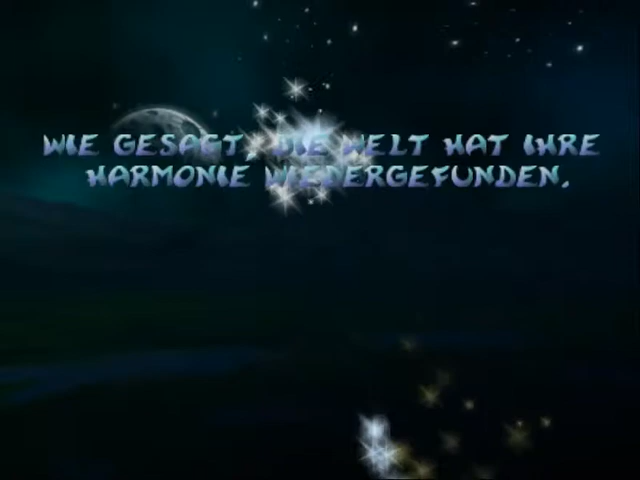 WIE GESAGT, DIE WELT HAT IHRE
HARMONIE WIEDERGEFUNDEN.